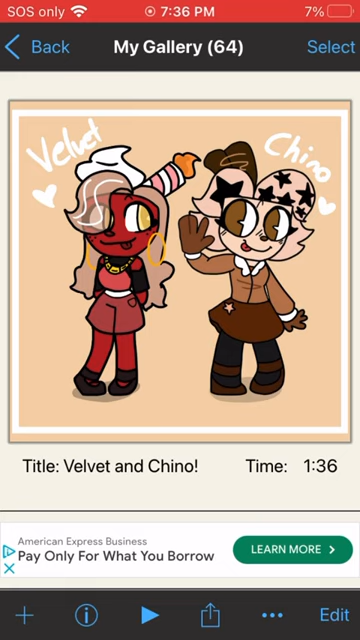 SOS only 7:36 PM 7%
Back My Gallery (64) Select
Velvet Chino
Title: Velvet and Chino! Time: 1:36
American Express Business
Pay Only For What You Borrow
LEARN MORE
Edit